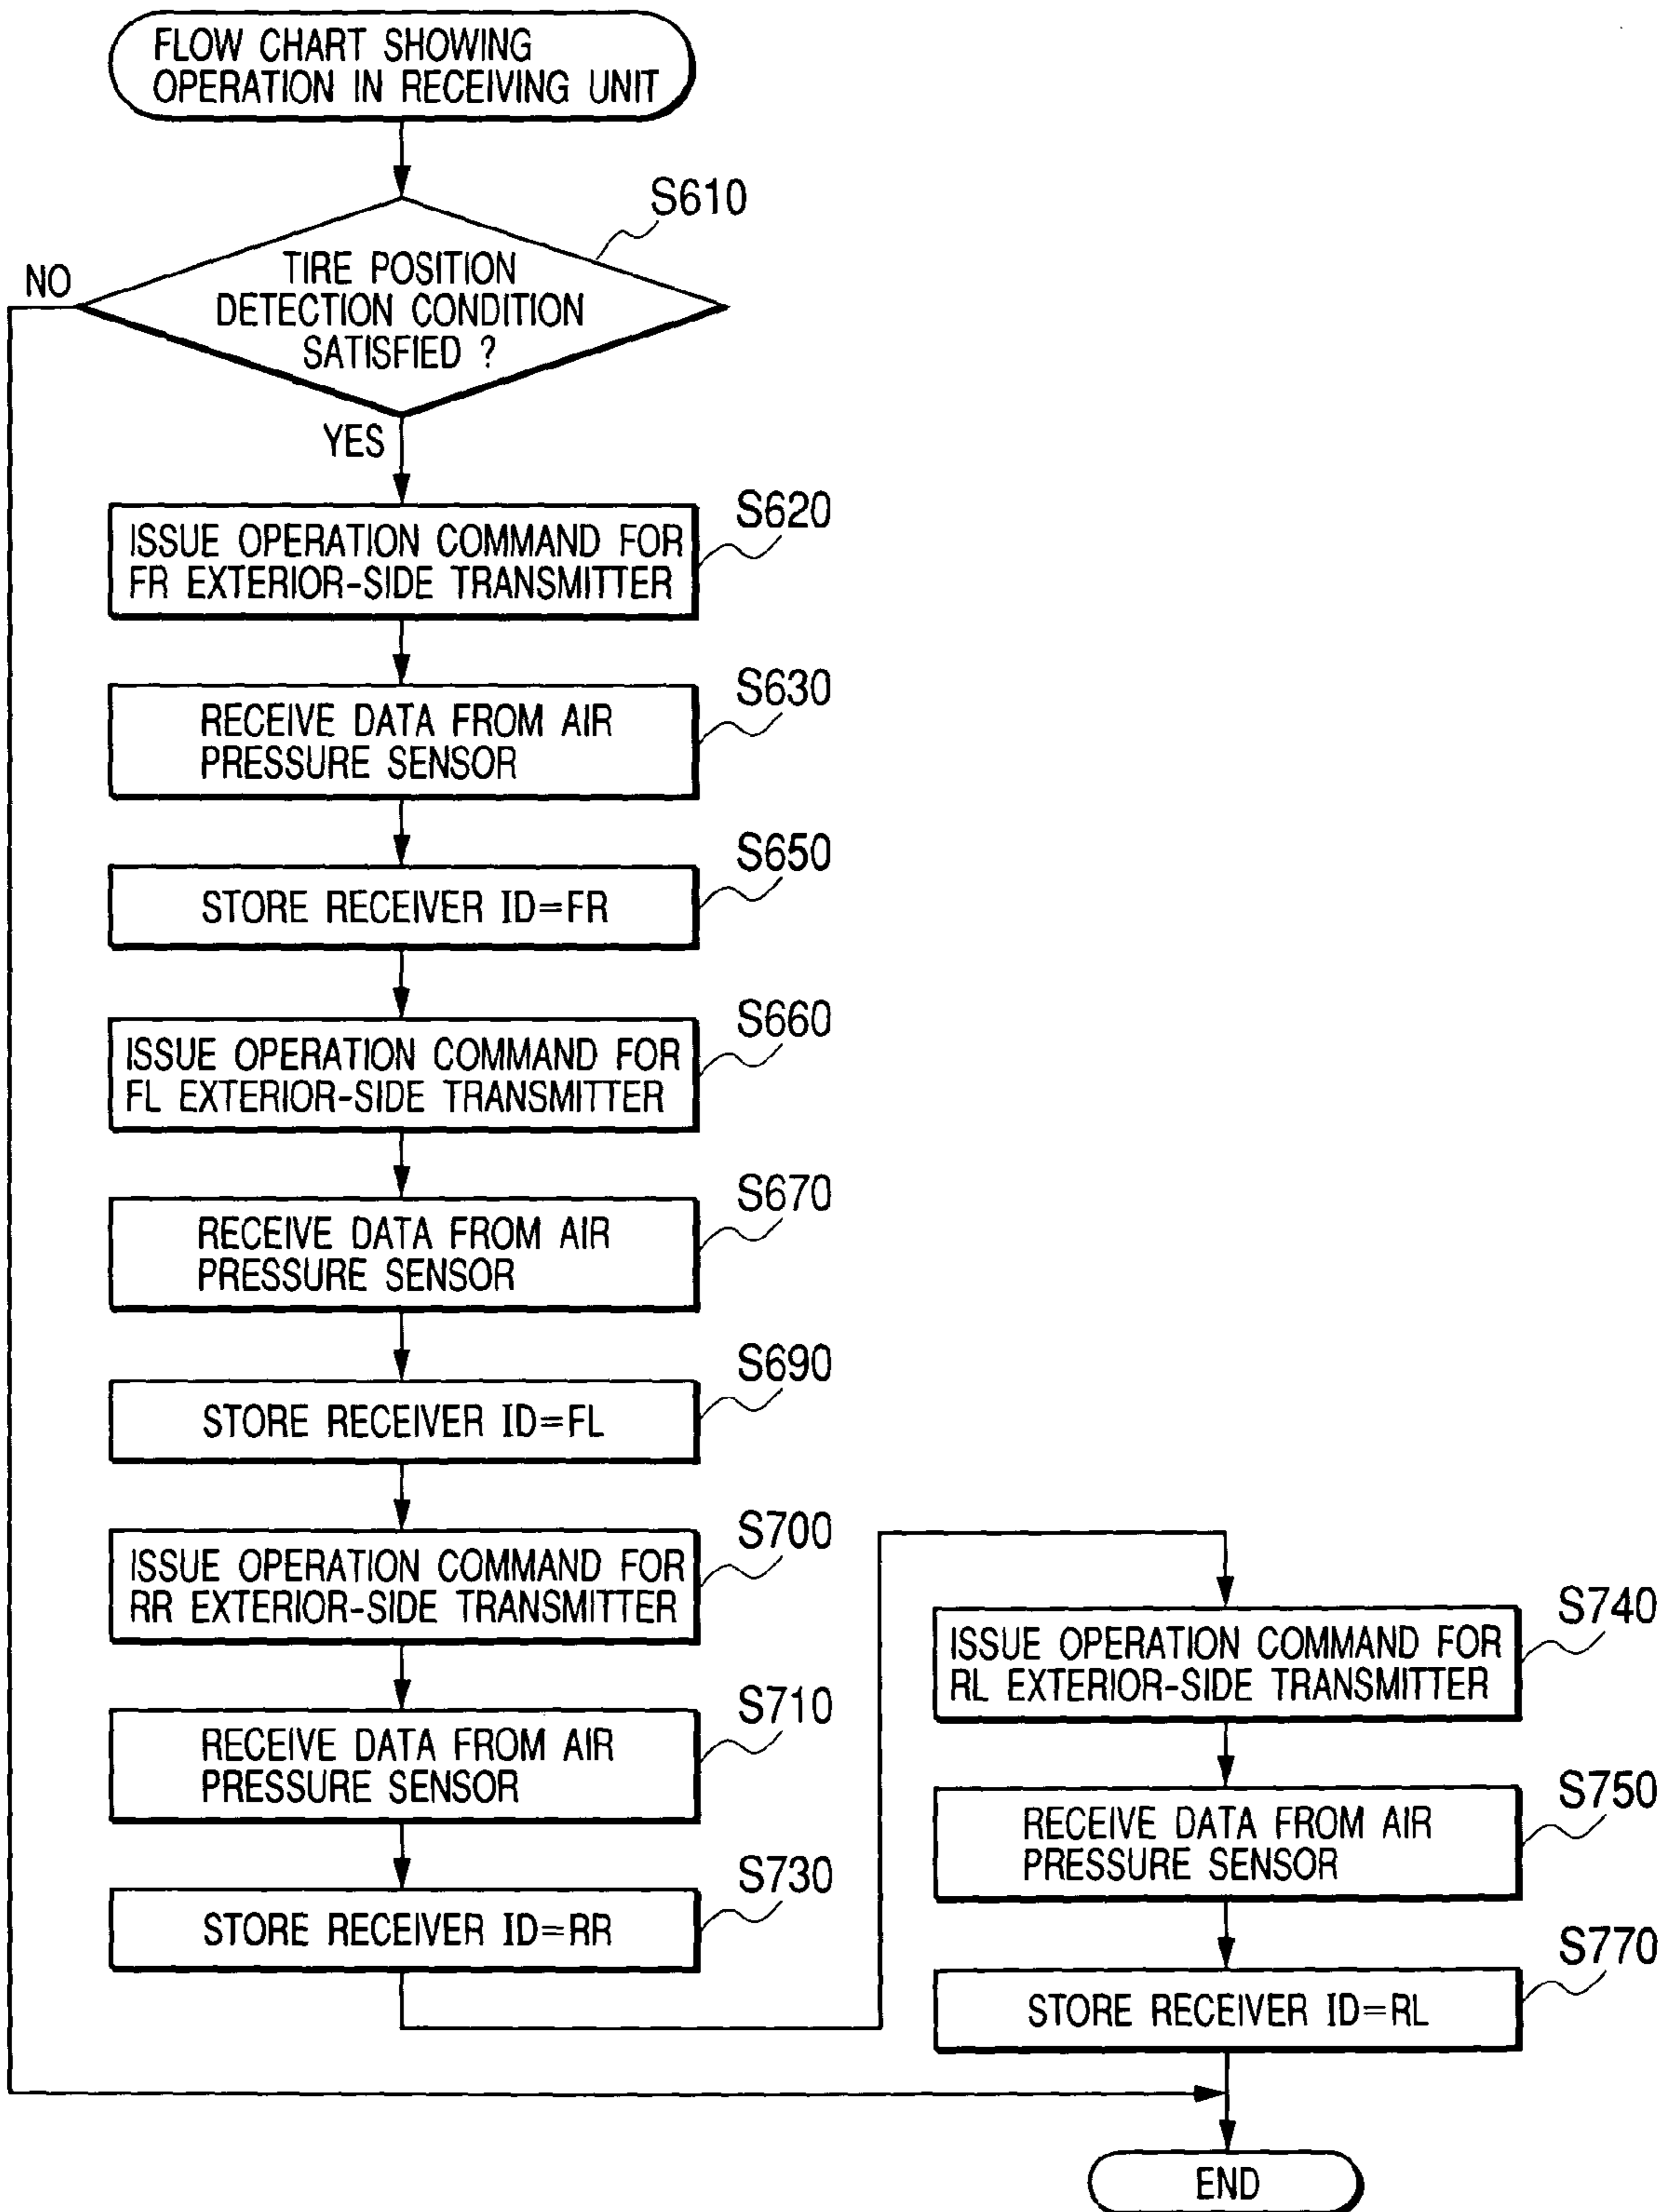 FLOW CHART SHOWING
OPERATION IN RECEIVING UNIT
S610
TIRE POSITION
DETECTION CONDITION
SATISFIED ?
NO
YES
S620
ISSUE OPERATION COMMAND FOR
FR EXTERIOR-SIDE TRANSMITTER
S630
RECEIVE DATA FROM AIR
PRESSURE SENSOR
S650
STORE RECEIVER ID=FR
S660
ISSUE OPERATION COMMAND FOR
FL EXTERIOR-SIDE TRANSMITTER
S670
RECEIVE DATA FROM AIR
PRESSURE SENSOR
S690
STORE RECEIVER ID=FL
S700
ISSUE OPERATION COMMAND FOR
RR EXTERIOR-SIDE TRANSMITTER
S710
RECEIVE DATA FROM AIR
PRESSURE SENSOR
S730
STORE RECEIVER ID=RR
S740
ISSUE OPERATION COMMAND FOR
RL EXTERIOR-SIDE TRANSMITTER
S750
RECEIVE DATA FROM AIR
PRESSURE SENSOR
S770
STORE RECEIVER ID=RL
END